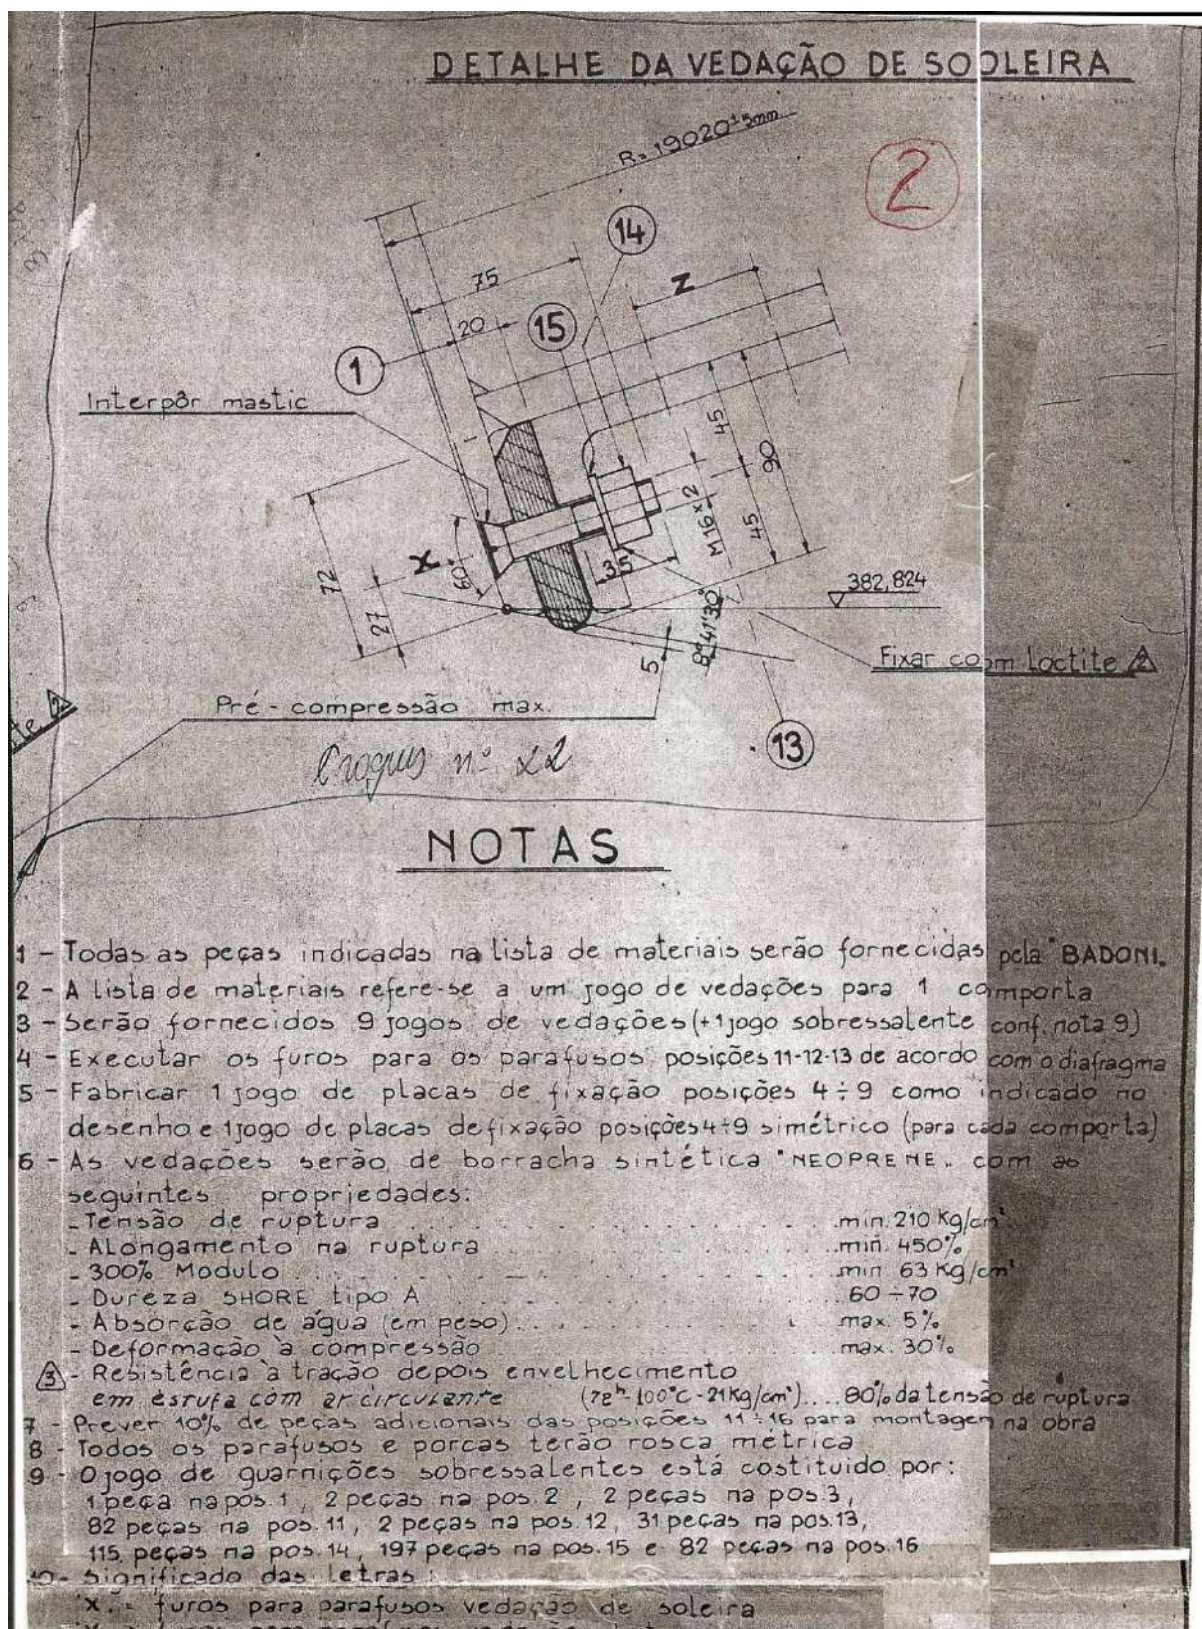 DETALHE DA VEDAÇÃO DE SOOLEIRA
R=19020±5mm
2
14
75
Z
20
15
1
Interpôr mastic
45
90
M16x2
45
X
60°
35
72
27
382,824
8°41'30"
5
Fixar coom Loctite 2
Pré-compressão max.
Croquis nº 22
13
NOTAS
1 - Todas as peças indicadas na lista de materiais serão fornecidas pela "BADONI.
2 - A lista de materiais refere-se a um jogo de vedações para 1 comporta
3 - Serão fornecidos 9 jogos de vedações (+1 jogo sobressalente conf. nota 9)
4 - Executar os furos para os parafusos posições 11-12-13 de acordo com o diafragma
5 - Fabricar 1 jogo de placas de fixação posições 4÷9 como indicado no
desenho e 1 jogo de placas de fixação posições 4÷9 simétrico (para cada comporta)
6 - As vedações serão de borracha sintética "NEOPRENE. com as
seguintes propriedades:
- Tensão de ruptura ... min. 210 Kg/cm²
- Alongamento na ruptura ... min. 450%
- 300% Modulo ... min 63 Kg/cm²
- Dureza SHORE tipo A ... 60÷70
- Absorção de água (em peso) ... max. 5%
- Deformação à compressão ... max. 30%
3 - Resistência à tração depois envelhecimento
em estufa com ar circulante (72ʰ-100°C-21Kg/cm²).... 80% da tensão de ruptura
7 - Prever 10% de peças adicionais das posições 11÷16 para montagem na obra
8 - Todos os parafusos e porcas terão rosca métrica
9 - O jogo de guarnições sobressalentes está costituido por:
1 peça na pos. 1, 2 peças na pos. 2, 2 peças na pos. 3,
82 peças na pos. 11, 2 peças na pos. 12, 31 peças na pos. 13,
115 peças na pos. 14, 197 peças na pos. 15 e 82 peças na pos. 16
10 - Significado das letras:
X. = furos para parafusos vedação de soleira